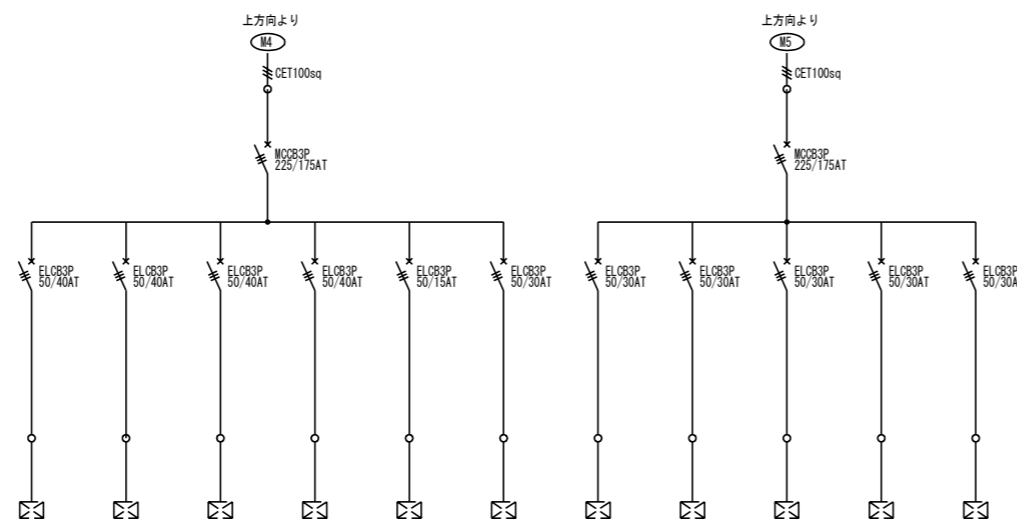 上方向より
M4
CET100sq
MCCB3P
225/175AT
ELCB3P
50/40AT
ELCB3P
50/40AT
ELCB3P
50/40AT
ELCB3P
50/40AT
ELCB3P
50/15AT
ELCB3P
50/30AT
上方向より
M5
CET100sq
MCCB3P
225/175AT
ELCB3P
50/30AT
ELCB3P
50/30AT
ELCB3P
50/30AT
ELCB3P
50/30AT
ELCB3P
50/30A